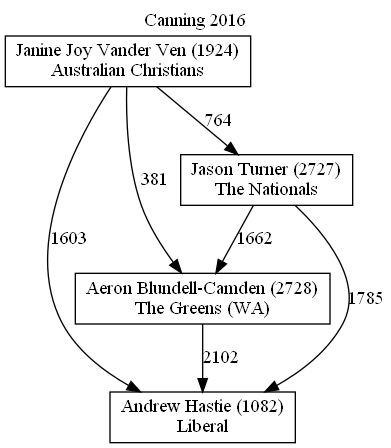 Canning 2016
Janine Joy Vander Ven (1924)
Australian Christians
764
Jason Turner (2727)
The Nationals
381
1603
1662
Aeron Blundell-Camden (2728)
The Greens (WA)
1785
2102
Andrew Hastie (1082)
Liberal